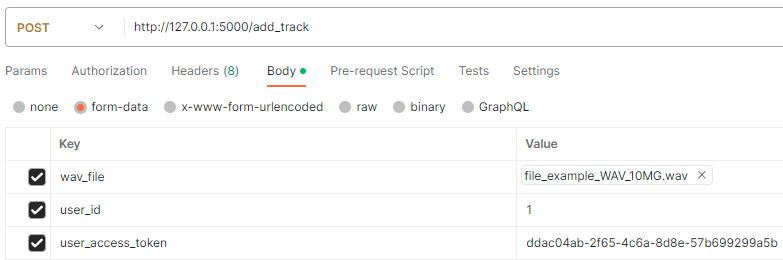 POST http://127.0.0.1:5000/add_track
Params Authorization Headers (8) Body Pre-request Script Tests Settings
none form-data x-www-form-urlencoded raw binary GraphQL
Key Value
wav_file file_example_WAV_10MG.wav ×
user_id 1
user_access_token ddac04ab-2f65-4c6a-8d8e-57b699299a5b